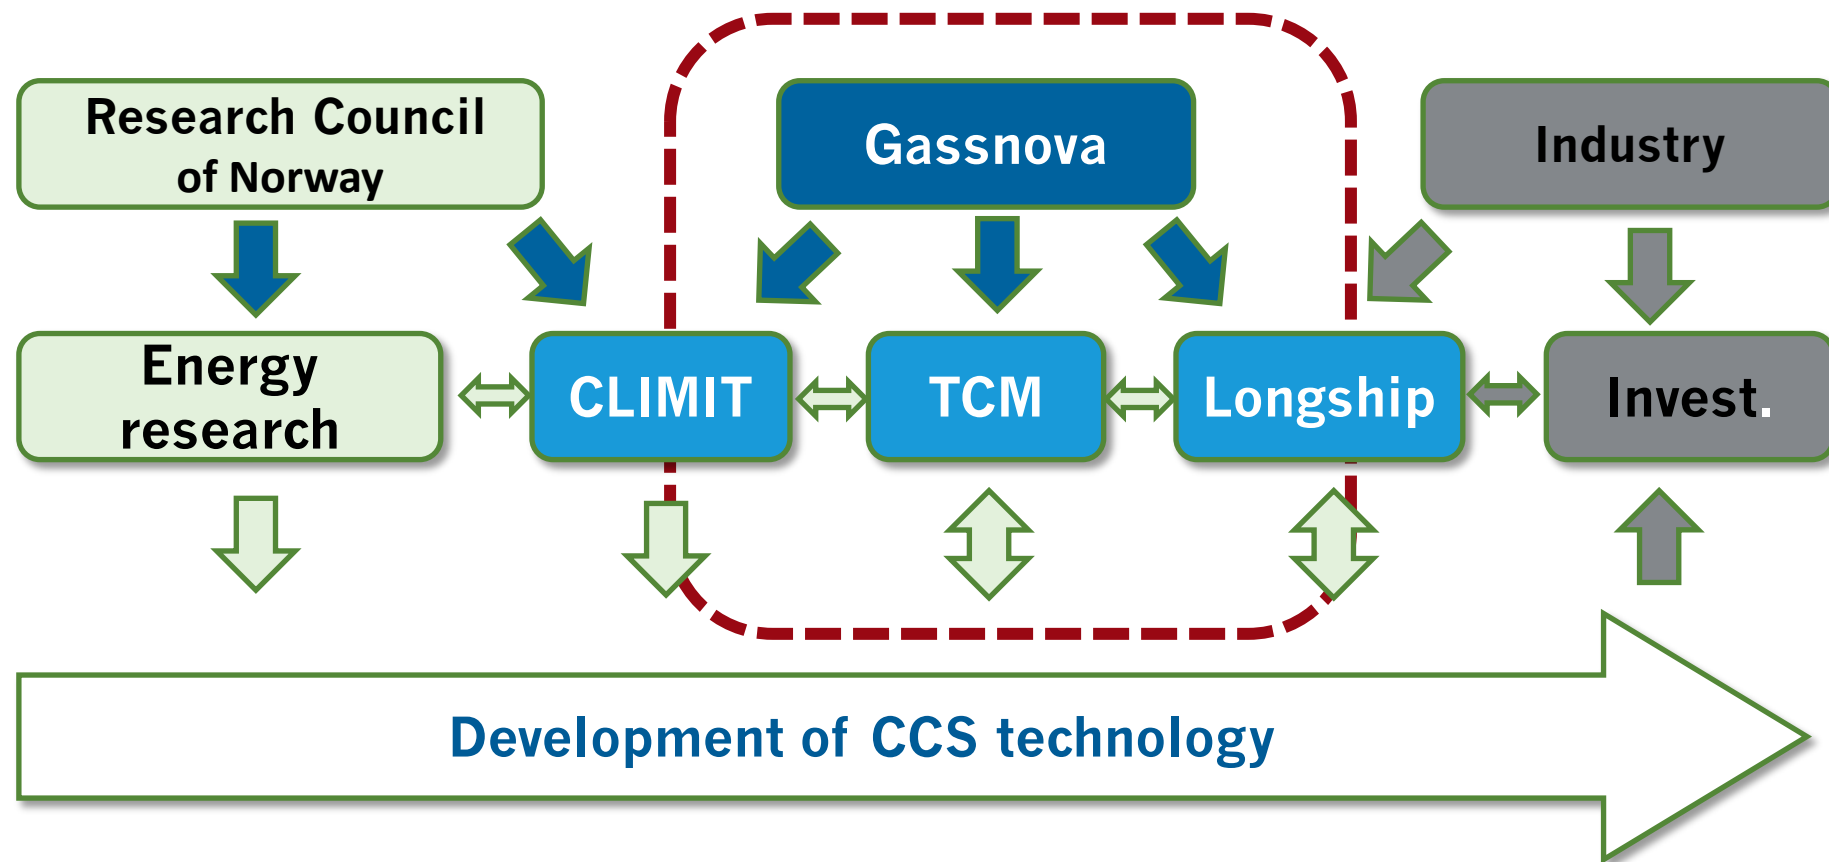 Research Council
of Norway
Gassnova
Industry
Energy
research
CLIMIT
TCM
Longship
Invest.
Development of CCS technology